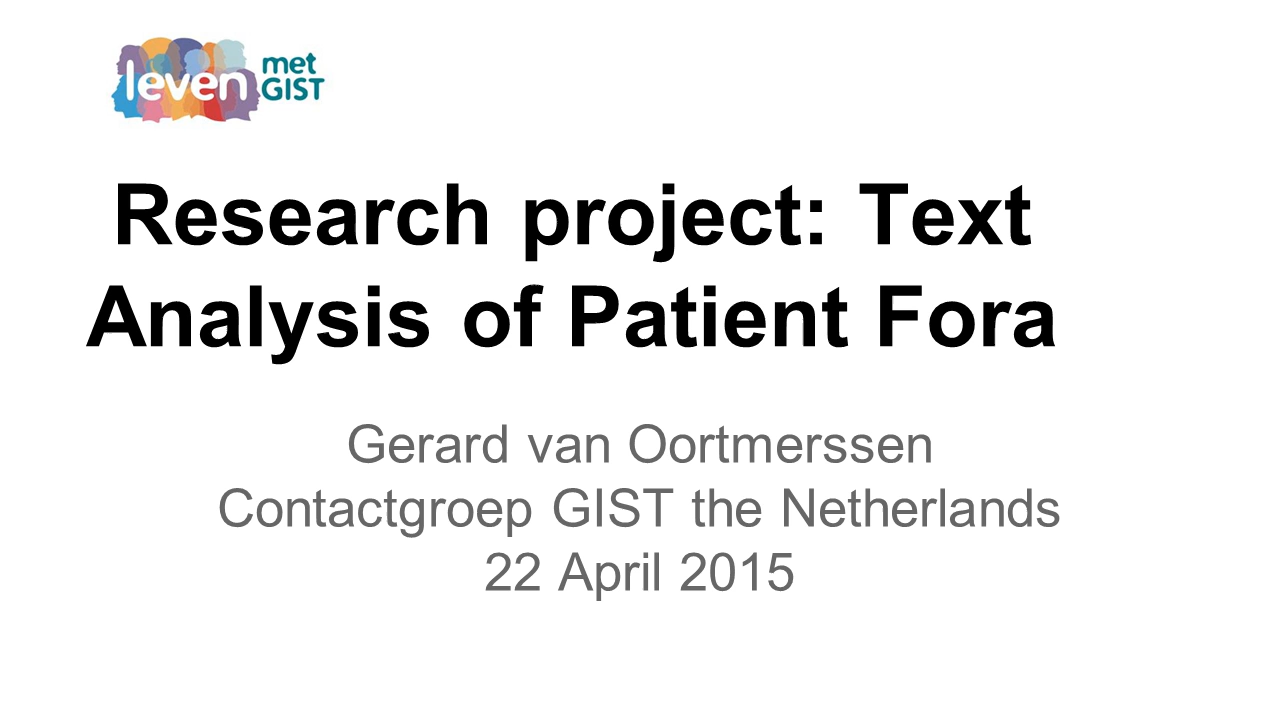 leven met
GIST
Research project: Text
Analysis of Patient Fora
Gerard van Oortmerssen
Contactgroep GIST the Netherlands
22 April 2015